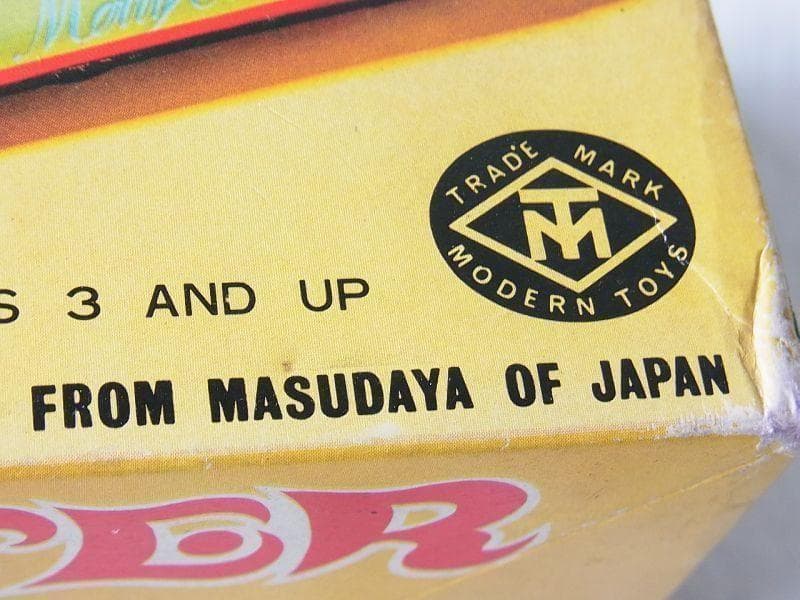 TRADE MARK
TM
MODERN TOYS
S 3 AND UP
FROM MASUDAYA OF JAPAN